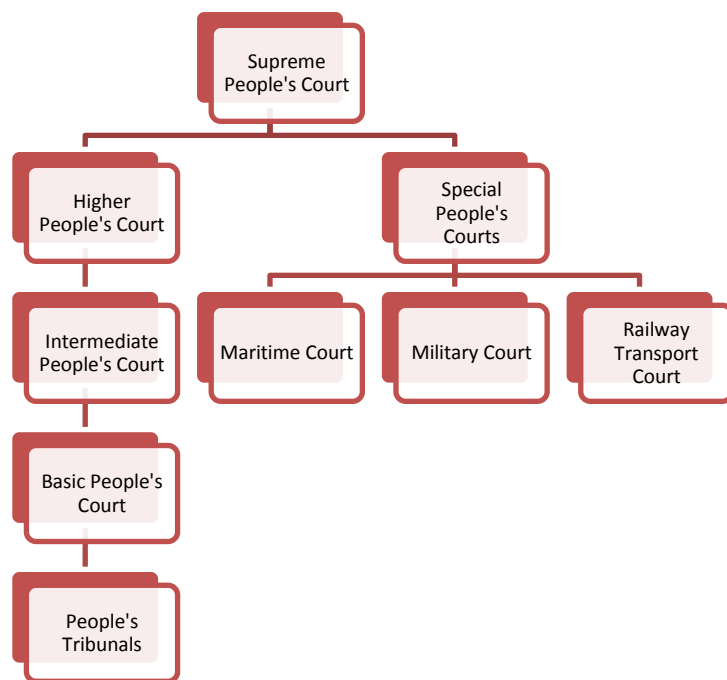 Supreme
People's Court
Higher
People's Court
Special
People's
Courts
Intermediate
People's Court
Maritime Court
Military Court
Railway
Transport
Court
Basic People's
Court
People's
Tribunals